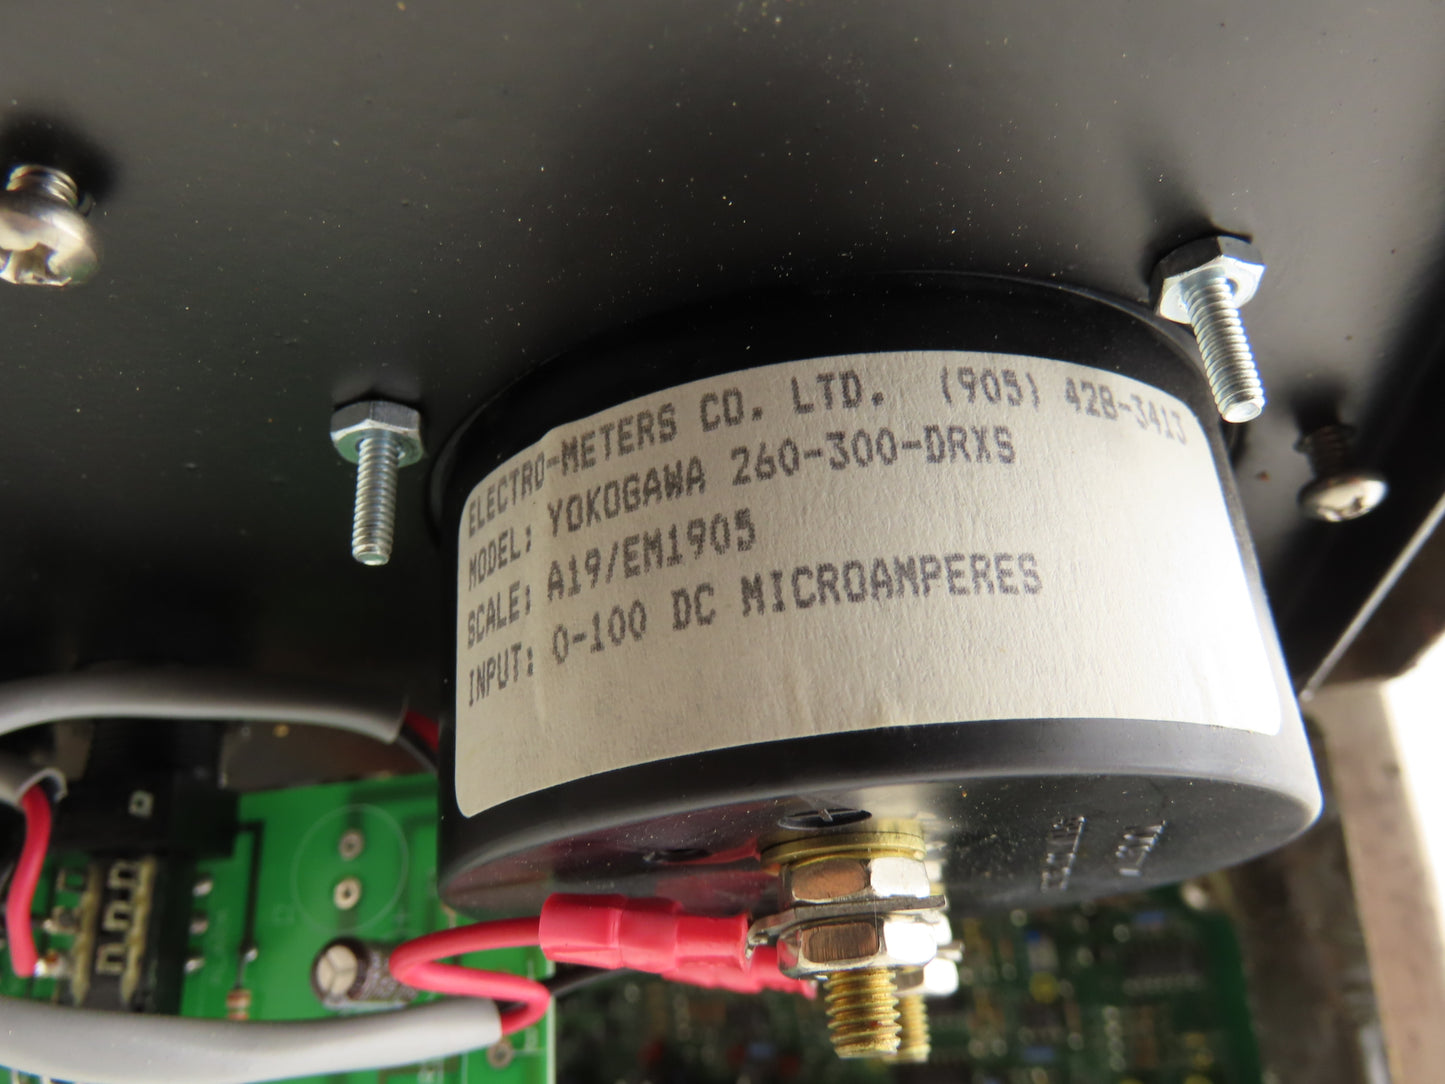 ELECTRO-METERS CO. LTD. (905) 428-3413
MODEL: YOKOGAWA 260-300-DRXS
SCALE: A19/EM1905
INPUT: 0-100 DC MICROAMPERES